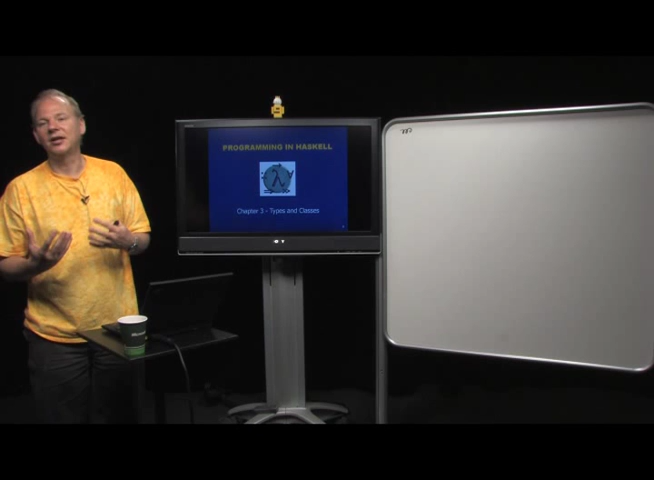 PROGRAMMING IN HASKELL
λ
Chapter 3 - Types and Classes